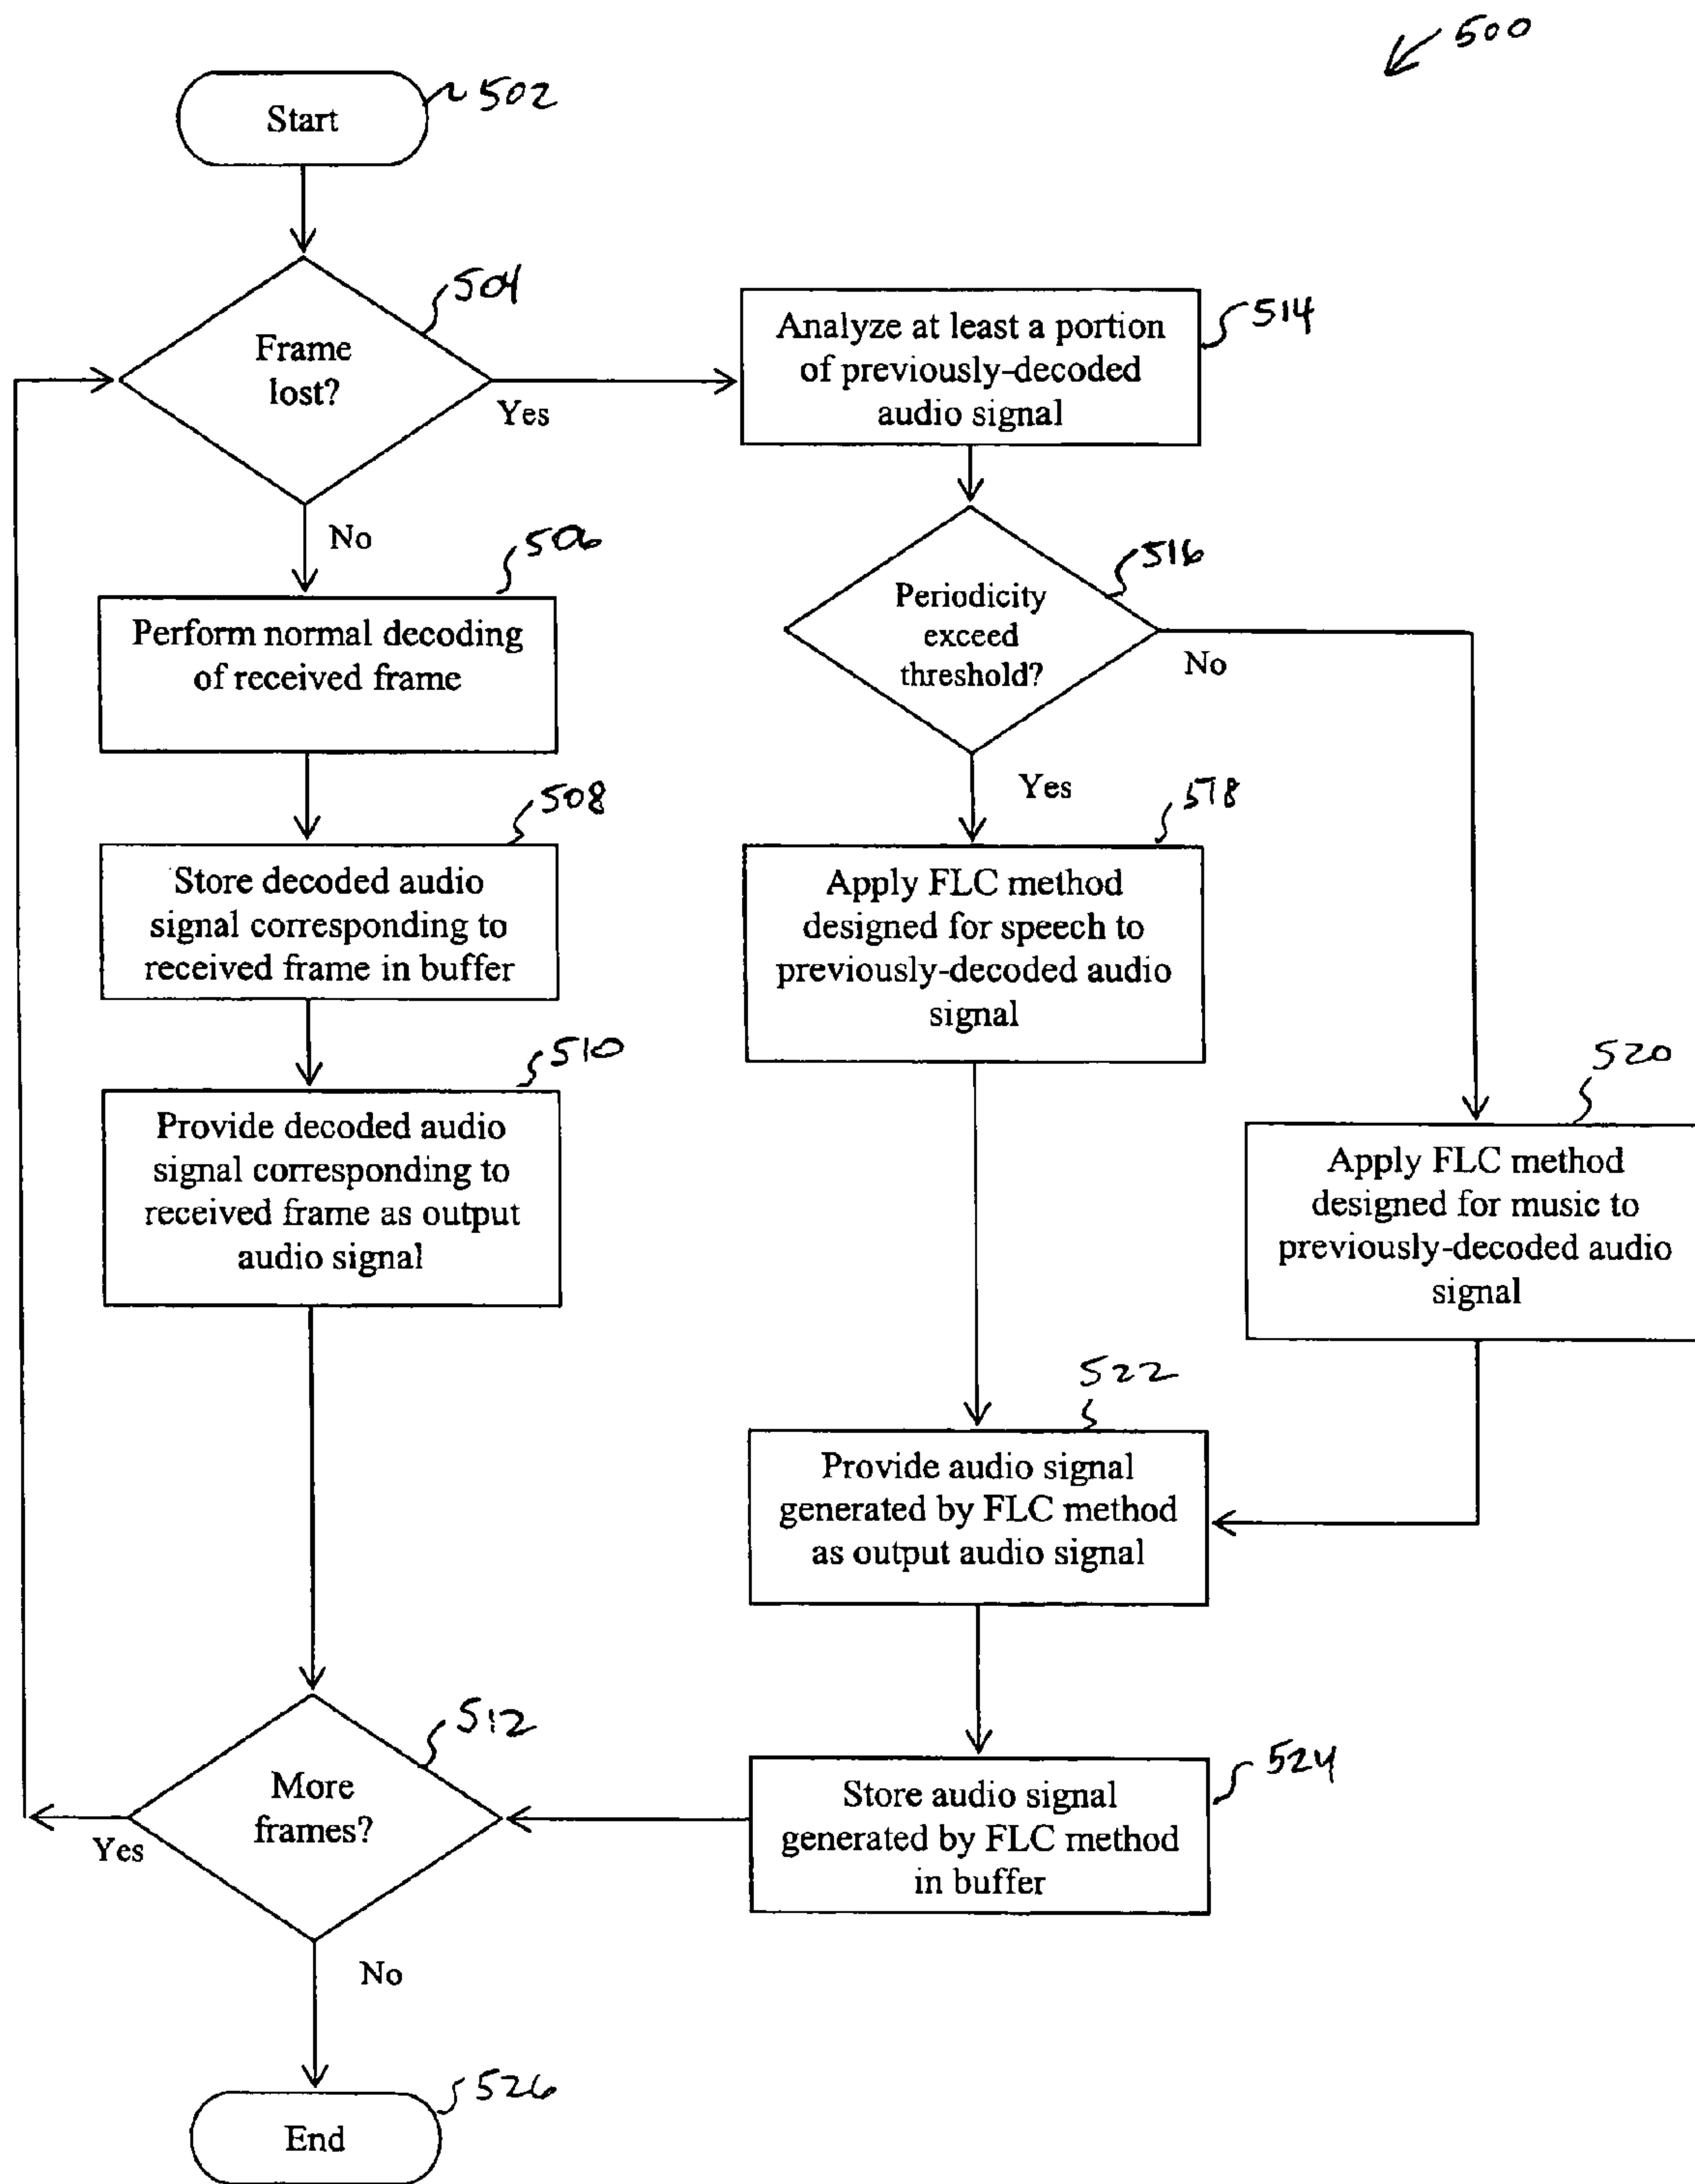 500
Start
502
Frame
lost?
504
Yes
No
Analyze at least a portion
of previously-decoded
audio signal
514
506
Perform normal decoding
of received frame
Periodicity
exceed
threshold?
516
No
Yes
508
Store decoded audio
signal corresponding to
received frame in buffer
518
Apply FLC method
designed for speech to
previously-decoded audio
signal
510
Provide decoded audio
signal corresponding to
received frame as output
audio signal
520
Apply FLC method
designed for music to
previously-decoded audio
signal
522
Provide audio signal
generated by FLC method
as output audio signal
512
More
frames?
Yes
No
524
Store audio signal
generated by FLC method
in buffer
526
End